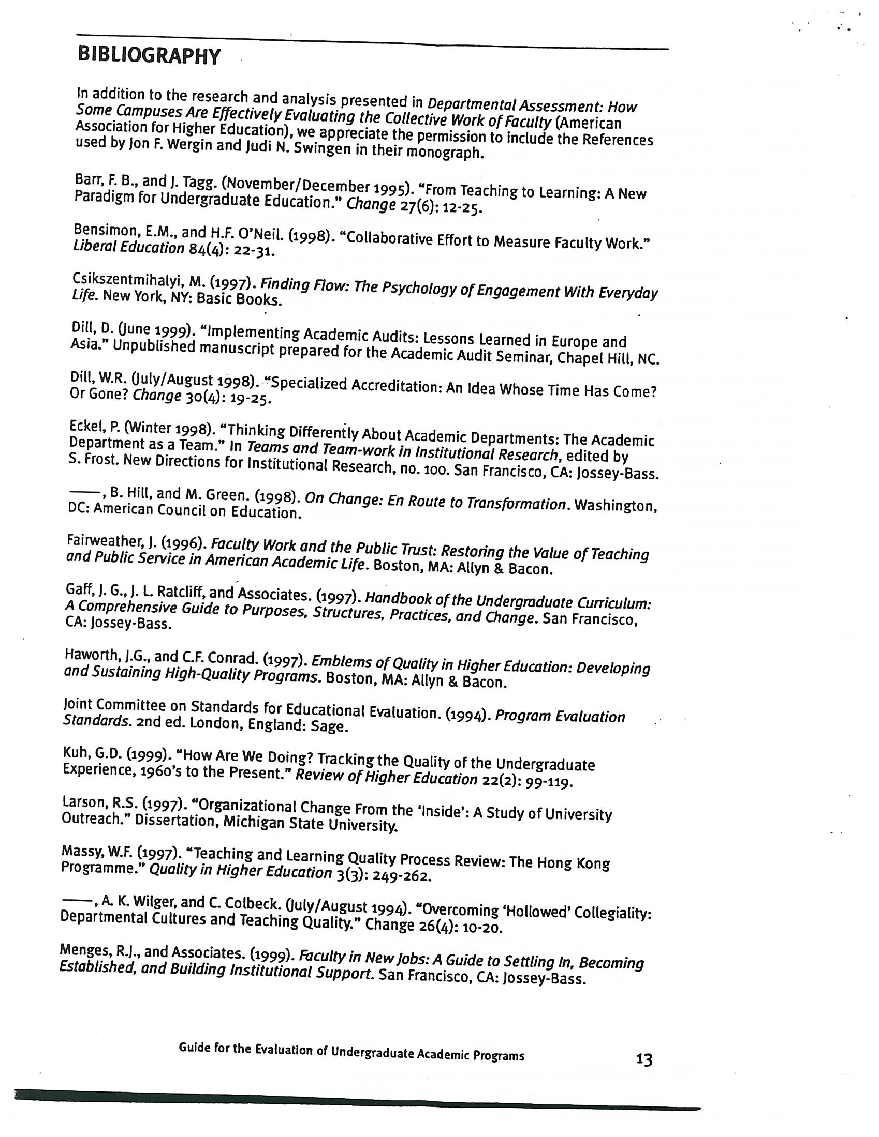 BIBLIOGRAPHY
In addition to the research and analysis presented in Departmental Assessment: How
Some Campuses Are Effectively Evaluating the Collective Work of Faculty (American
Association for Higher Education), we appreciate the permission to include the References
used by Jon F. Wergin and Judi N. Swingen in their monograph.
Barr, F. B., and J. Tagg. (November/December 1995). "From Teaching to Learning: A New
Paradigm for Undergraduate Education." Change 27(6): 12-25.
Bensimon, E.M., and H.F. O'Neil. (1998). "Collaborative Effort to Measure Faculty Work."
Liberal Education 84(4): 22-31.
Csikszentmihalyi, M. (1997). Finding Flow: The Psychology of Engagement With Everyday
Life. New York, NY: Basic Books.
Dill, D. (June 1999). "Implementing Academic Audits: Lessons Learned in Europe and
Asia." Unpublished manuscript prepared for the Academic Audit Seminar, Chapel Hill, NC.
Dill, W.R. (July/August 1998). "Specialized Accreditation: An Idea Whose Time Has Come?
Or Gone? Change 30(4): 19-25.
Eckel, P. (Winter 1998). "Thinking Differently About Academic Departments: The Academic
Department as a Team." In Teams and Team-work in Institutional Research, edited by
S. Frost. New Directions for Institutional Research, no. 100. San Francisco, CA: Jossey-Bass.
——, B. Hill, and M. Green. (1998). On Change: En Route to Transformation. Washington,
DC: American Council on Education.
Fairweather, J. (1996). Faculty Work and the Public Trust: Restoring the Value of Teaching
and Public Service in American Academic Life. Boston, MA: Allyn & Bacon.
Gaff, J. G., J. L. Ratcliff, and Associates. (1997). Handbook of the Undergraduate Curriculum:
A Comprehensive Guide to Purposes, Structures, Practices, and Change. San Francisco,
CA: Jossey-Bass.
Haworth, J.G., and C.F. Conrad. (1997). Emblems of Quality in Higher Education: Developing
and Sustaining High-Quality Programs. Boston, MA: Allyn & Bacon.
Joint Committee on Standards for Educational Evaluation. (1994). Program Evaluation
Standards. 2nd ed. London, England: Sage.
Kuh, G.D. (1999). "How Are We Doing? Tracking the Quality of the Undergraduate
Experience, 1960's to the Present." Review of Higher Education 22(2): 99-119.
Larson, R.S. (1997). "Organizational Change From the 'Inside': A Study of University
Outreach." Dissertation, Michigan State University.
Massy, W.F. (1997). "Teaching and Learning Quality Process Review: The Hong Kong
Programme." Quality in Higher Education 3(3): 249-262.
——, A. K. Wilger, and C. Colbeck. (July/August 1994). "Overcoming 'Hollowed' Collegiality:
Departmental Cultures and Teaching Quality." Change 26(4): 10-20.
Menges, R.J., and Associates. (1999). Faculty in New Jobs: A Guide to Settling In, Becoming
Established, and Building Institutional Support. San Francisco, CA: Jossey-Bass.
Guide for the Evaluation of Undergraduate Academic Programs 13